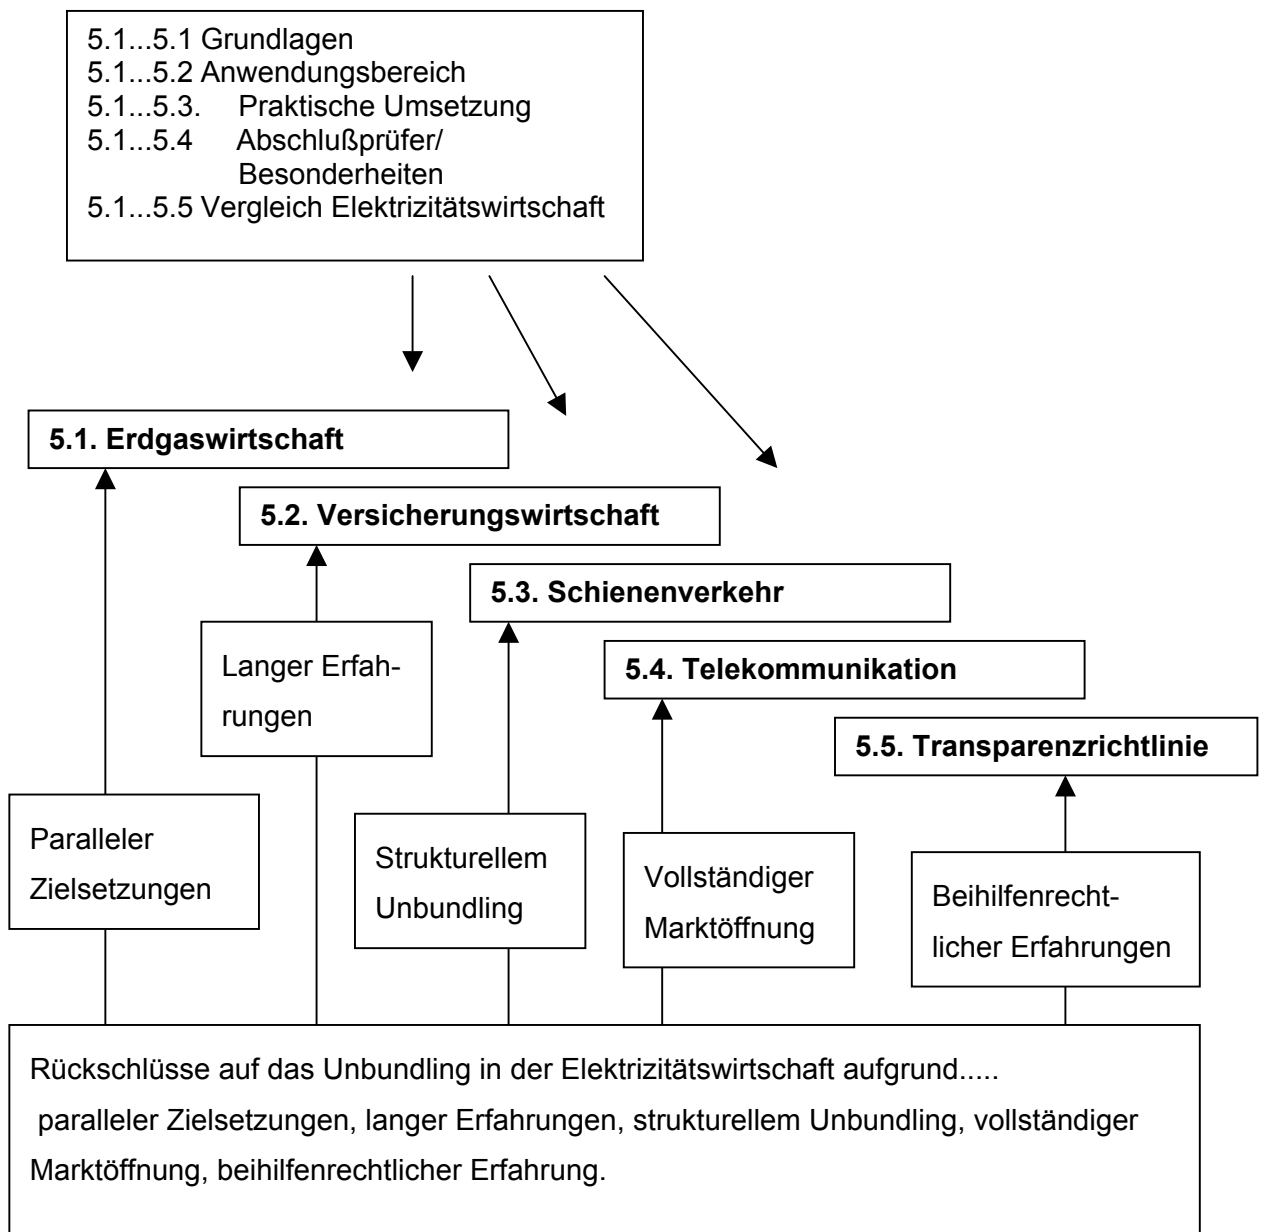 5.1...5.1 Grundlagen
5.1...5.2 Anwendungsbereich
5.1...5.3. Praktische Umsetzung
5.1...5.4 Abschlußprüfer/
Besonderheiten
5.1...5.5 Vergleich Elektrizitätswirtschaft
5.1. Erdgaswirtschaft
5.2. Versicherungswirtschaft
5.3. Schienenverkehr
Langer Erfah-
rungen
5.4. Telekommunikation
5.5. Transparenzrichtlinie
Paralleler
Zielsetzungen
Strukturellem
Unbundling
Vollständiger
Marktöffnung
Beihilfenrecht-
licher Erfahrungen
Rückschlüsse auf das Unbundling in der Elektrizitätswirtschaft aufgrund.....
paralleler Zielsetzungen, langer Erfahrungen, strukturellem Unbundling, vollständiger
Marktöffnung, beihilfenrechtlicher Erfahrung.